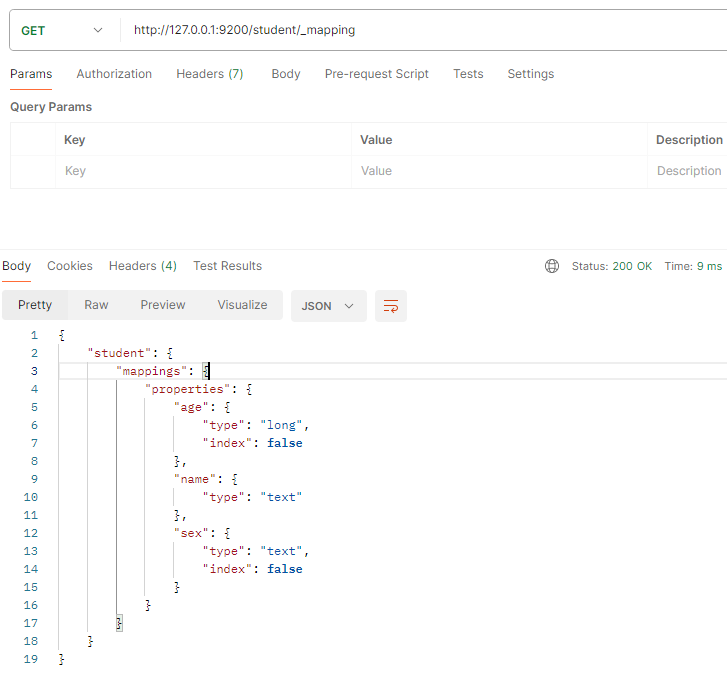 GET http://127.0.0.1:9200/student/_mapping
Params Authorization Headers (7) Body Pre-request Script Tests Settings
Query Params
Key Value Description
Key Value Description
Body Cookies Headers (4) Test Results Status: 200 OK Time: 9 ms
Pretty Raw Preview Visualize JSON
1 {
2 "student": {
3 "mappings": {
4 "properties": {
5 "age": {
6 "type": "long",
7 "index": false
8 },
9 "name": {
10 "type": "text"
11 },
12 "sex": {
13 "type": "text",
14 "index": false
15 }
16 }
17 }
18 }
19 }